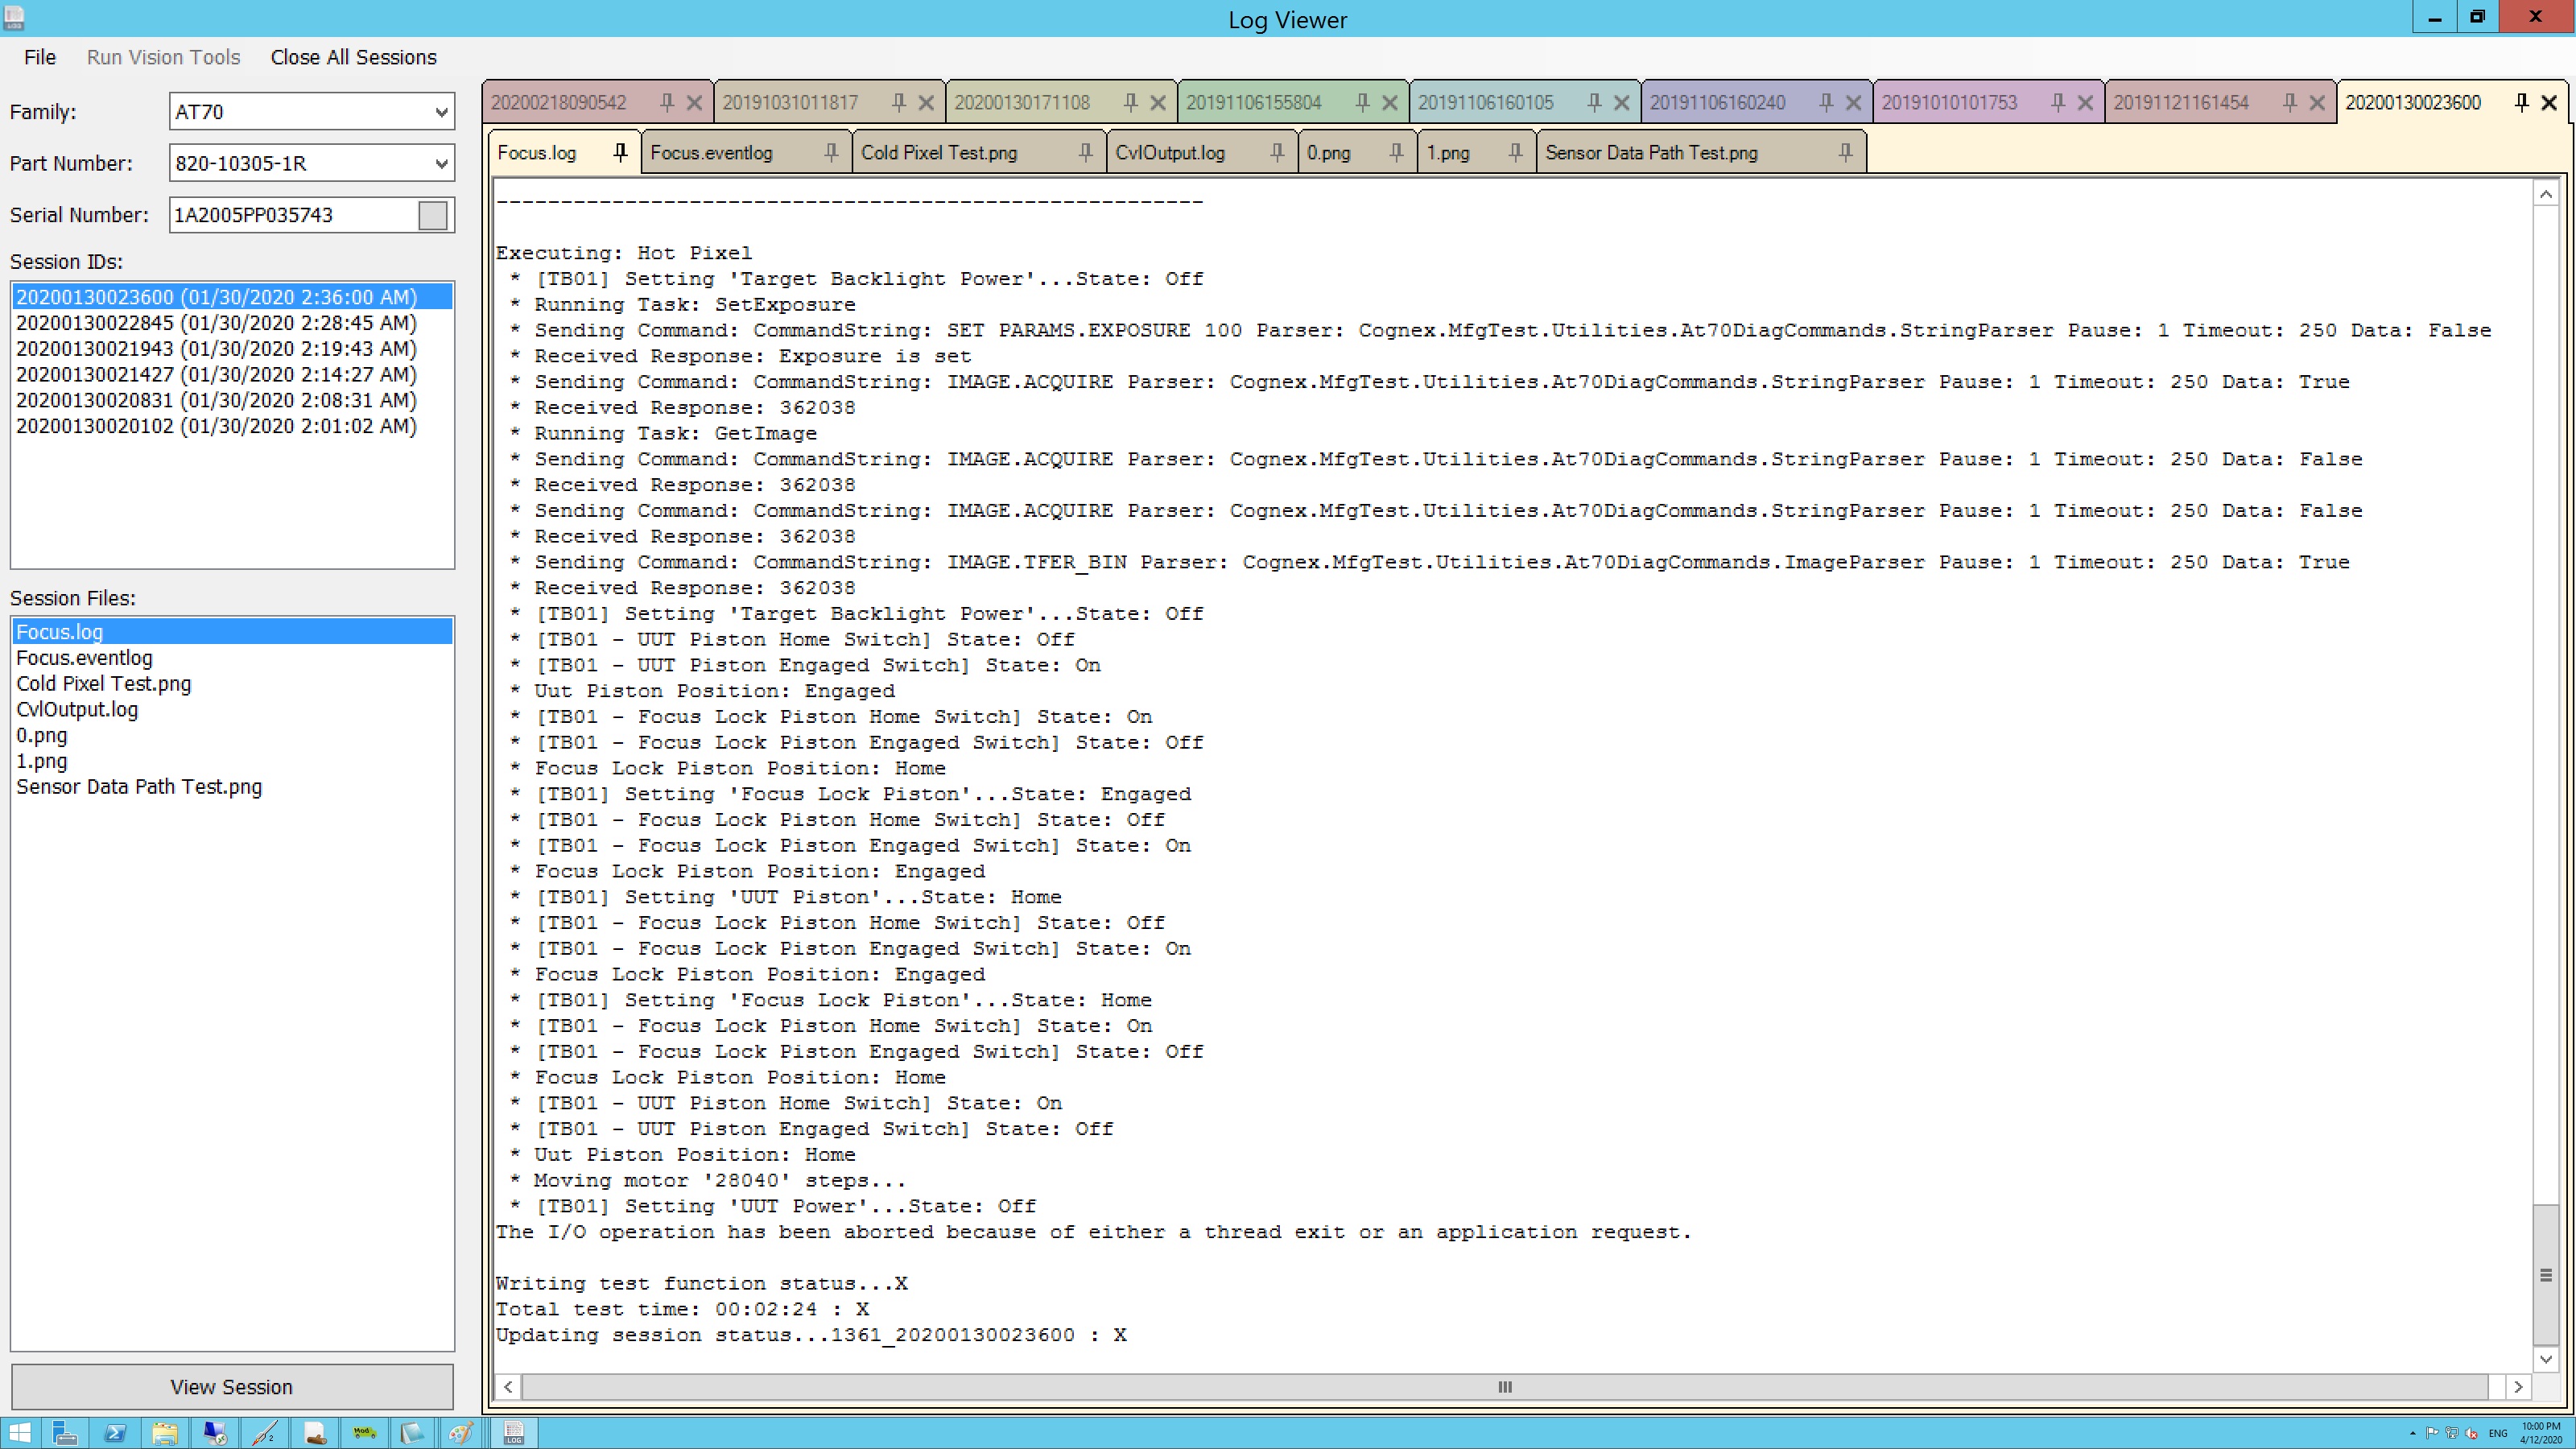 Log Viewer
File Run Vision Tools Close All Sessions
Family: AT70
Part Number: 820-10305-1R
Serial Number: 1A2005PP035743
Session IDs:
20200130023600 (01/30/2020 2:36:00 AM)
20200130022845 (01/30/2020 2:28:45 AM)
20200130021943 (01/30/2020 2:19:43 AM)
20200130021427 (01/30/2020 2:14:27 AM)
20200130020831 (01/30/2020 2:08:31 AM)
20200130020102 (01/30/2020 2:01:02 AM)
Session Files:
Focus.log
Focus.eventlog
Cold Pixel Test.png
CvlOutput.log
0.png
1.png
Sensor Data Path Test.png
View Session
20200218090542 20191031011817 20200130171108 20191106155804 20191106160105 20191106160240 20191010101753 20191121161454 20200130023600
Focus.log Focus.eventlog Cold Pixel Test.png CvlOutput.log 0.png 1.png Sensor Data Path Test.png
-------------------------------------------------------
Executing: Hot Pixel
* [TB01] Setting 'Target Backlight Power'...State: Off
* Running Task: SetExposure
* Sending Command: CommandString: SET PARAMS.EXPOSURE 100 Parser: Cognex.MfgTest.Utilities.At70DiagCommands.StringParser Pause: 1 Timeout: 250 Data: False
* Received Response: Exposure is set
* Sending Command: CommandString: IMAGE.ACQUIRE Parser: Cognex.MfgTest.Utilities.At70DiagCommands.StringParser Pause: 1 Timeout: 250 Data: True
* Received Response: 362038
* Running Task: GetImage
* Sending Command: CommandString: IMAGE.ACQUIRE Parser: Cognex.MfgTest.Utilities.At70DiagCommands.StringParser Pause: 1 Timeout: 250 Data: False
* Received Response: 362038
* Sending Command: CommandString: IMAGE.ACQUIRE Parser: Cognex.MfgTest.Utilities.At70DiagCommands.StringParser Pause: 1 Timeout: 250 Data: False
* Received Response: 362038
* Sending Command: CommandString: IMAGE.TFER_BIN Parser: Cognex.MfgTest.Utilities.At70DiagCommands.ImageParser Pause: 1 Timeout: 250 Data: True
* Received Response: 362038
* [TB01] Setting 'Target Backlight Power'...State: Off
* [TB01 - UUT Piston Home Switch] State: Off
* [TB01 - UUT Piston Engaged Switch] State: On
* Uut Piston Position: Engaged
* [TB01 - Focus Lock Piston Home Switch] State: On
* [TB01 - Focus Lock Piston Engaged Switch] State: Off
* Focus Lock Piston Position: Home
* [TB01] Setting 'Focus Lock Piston'...State: Engaged
* [TB01 - Focus Lock Piston Home Switch] State: Off
* [TB01 - Focus Lock Piston Engaged Switch] State: On
* Focus Lock Piston Position: Engaged
* [TB01] Setting 'UUT Piston'...State: Home
* [TB01 - Focus Lock Piston Home Switch] State: Off
* [TB01 - Focus Lock Piston Engaged Switch] State: On
* Focus Lock Piston Position: Engaged
* [TB01] Setting 'Focus Lock Piston'...State: Home
* [TB01 - Focus Lock Piston Home Switch] State: On
* [TB01 - Focus Lock Piston Engaged Switch] State: Off
* Focus Lock Piston Position: Home
* [TB01 - UUT Piston Home Switch] State: On
* [TB01 - UUT Piston Engaged Switch] State: Off
* Uut Piston Position: Home
* Moving motor '28040' steps...
* [TB01] Setting 'UUT Power'...State: Off
The I/O operation has been aborted because of either a thread exit or an application request.
Writing test function status...X
Total test time: 00:02:24 : X
Updating session status...1361_20200130023600 : X
ENG
10:00 PM
4/12/2020